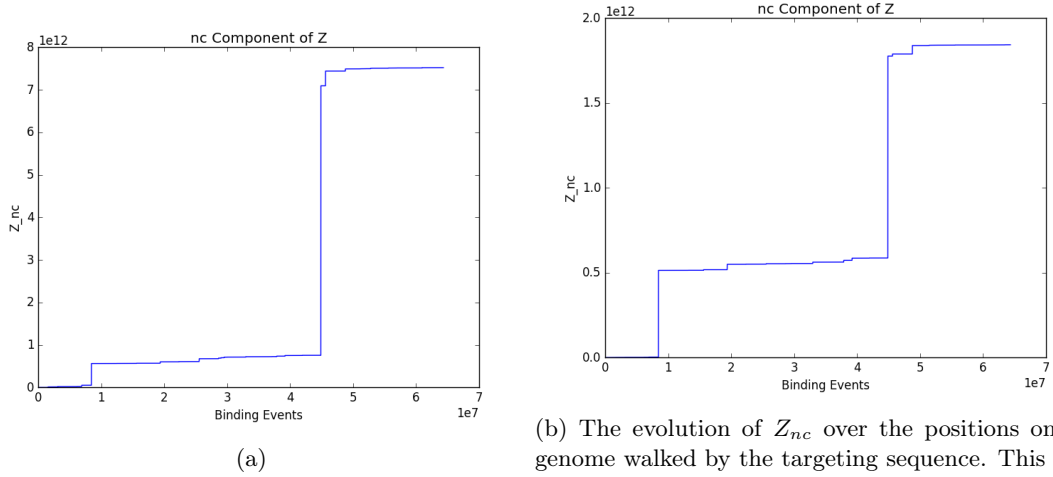 nc Component of Z
1e12
8
7
6
5
4
3
2
1
0
Z_nc
0 1 2 3 4 5 6 7
1e7
Binding Events
(a)
nc Component of Z
1e12
2.0
1.5
1.0
0.5
0.0
Z_nc
0 1 2 3 4 5 6 7
1e7
Binding Events
(b) The evolution of Z_nc over the positions on
genome walked by the targeting sequence. This